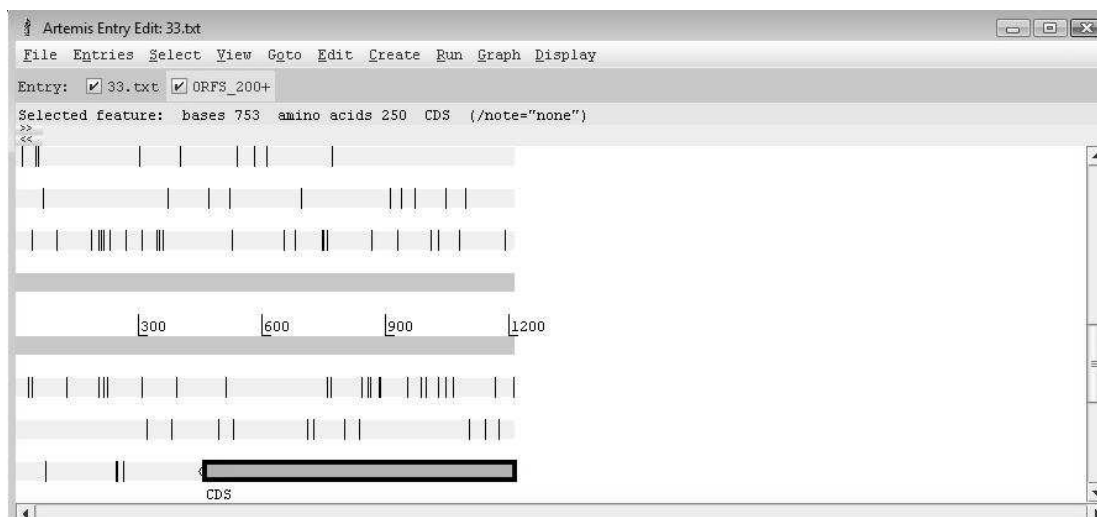 Artemis Entry Edit: 33.txt
File Entries Select View Goto Edit Create Run Graph Display
Entry: 33.txt ORFS_200+
Selected feature: bases 753 amino acids 250 CDS (/note="none")
>>
<<
300 600 900 1200
CDS